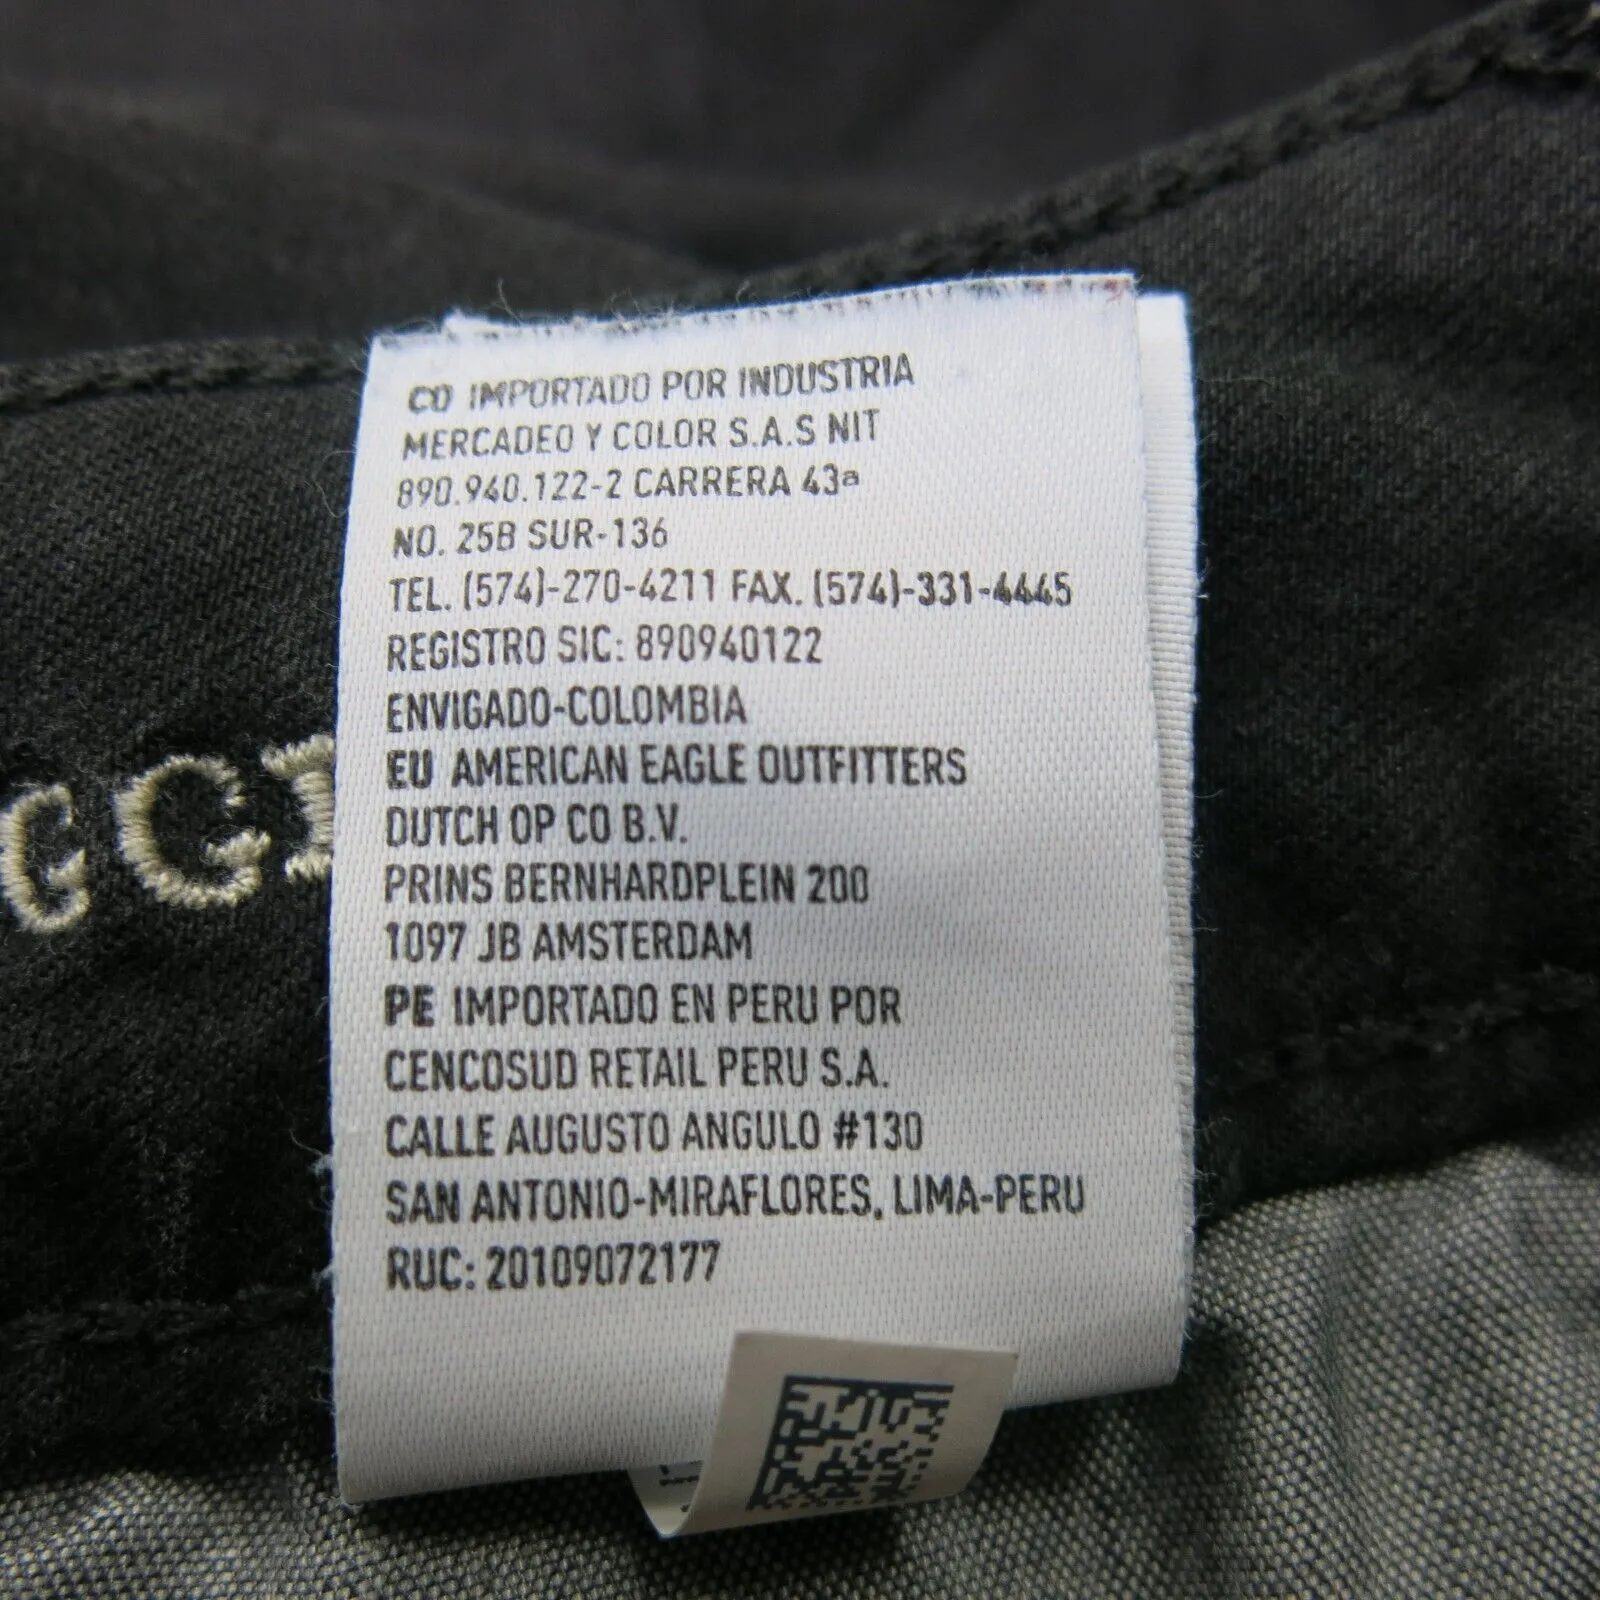 CO IMPORTADO POR INDUSTRIA
MERCADEO Y COLOR S.A.S NIT
890.940.122-2 CARRERA 43ª
NO. 25B SUR-136
TEL. (574)-270-4211 FAX. (574)-331-4445
REGISTRO SIC: 890940122
ENVIGADO-COLOMBIA
EU AMERICAN EAGLE OUTFITTERS
DUTCH OP CO B.V.
PRINS BERNHARDPLEIN 200
1097 JB AMSTERDAM
PE IMPORTADO EN PERU POR
CENCOSUD RETAIL PERU S.A.
CALLE AUGUSTO ANGULO #130
SAN ANTONIO-MIRAFLORES, LIMA-PERU
RUC: 20109072177
GGI